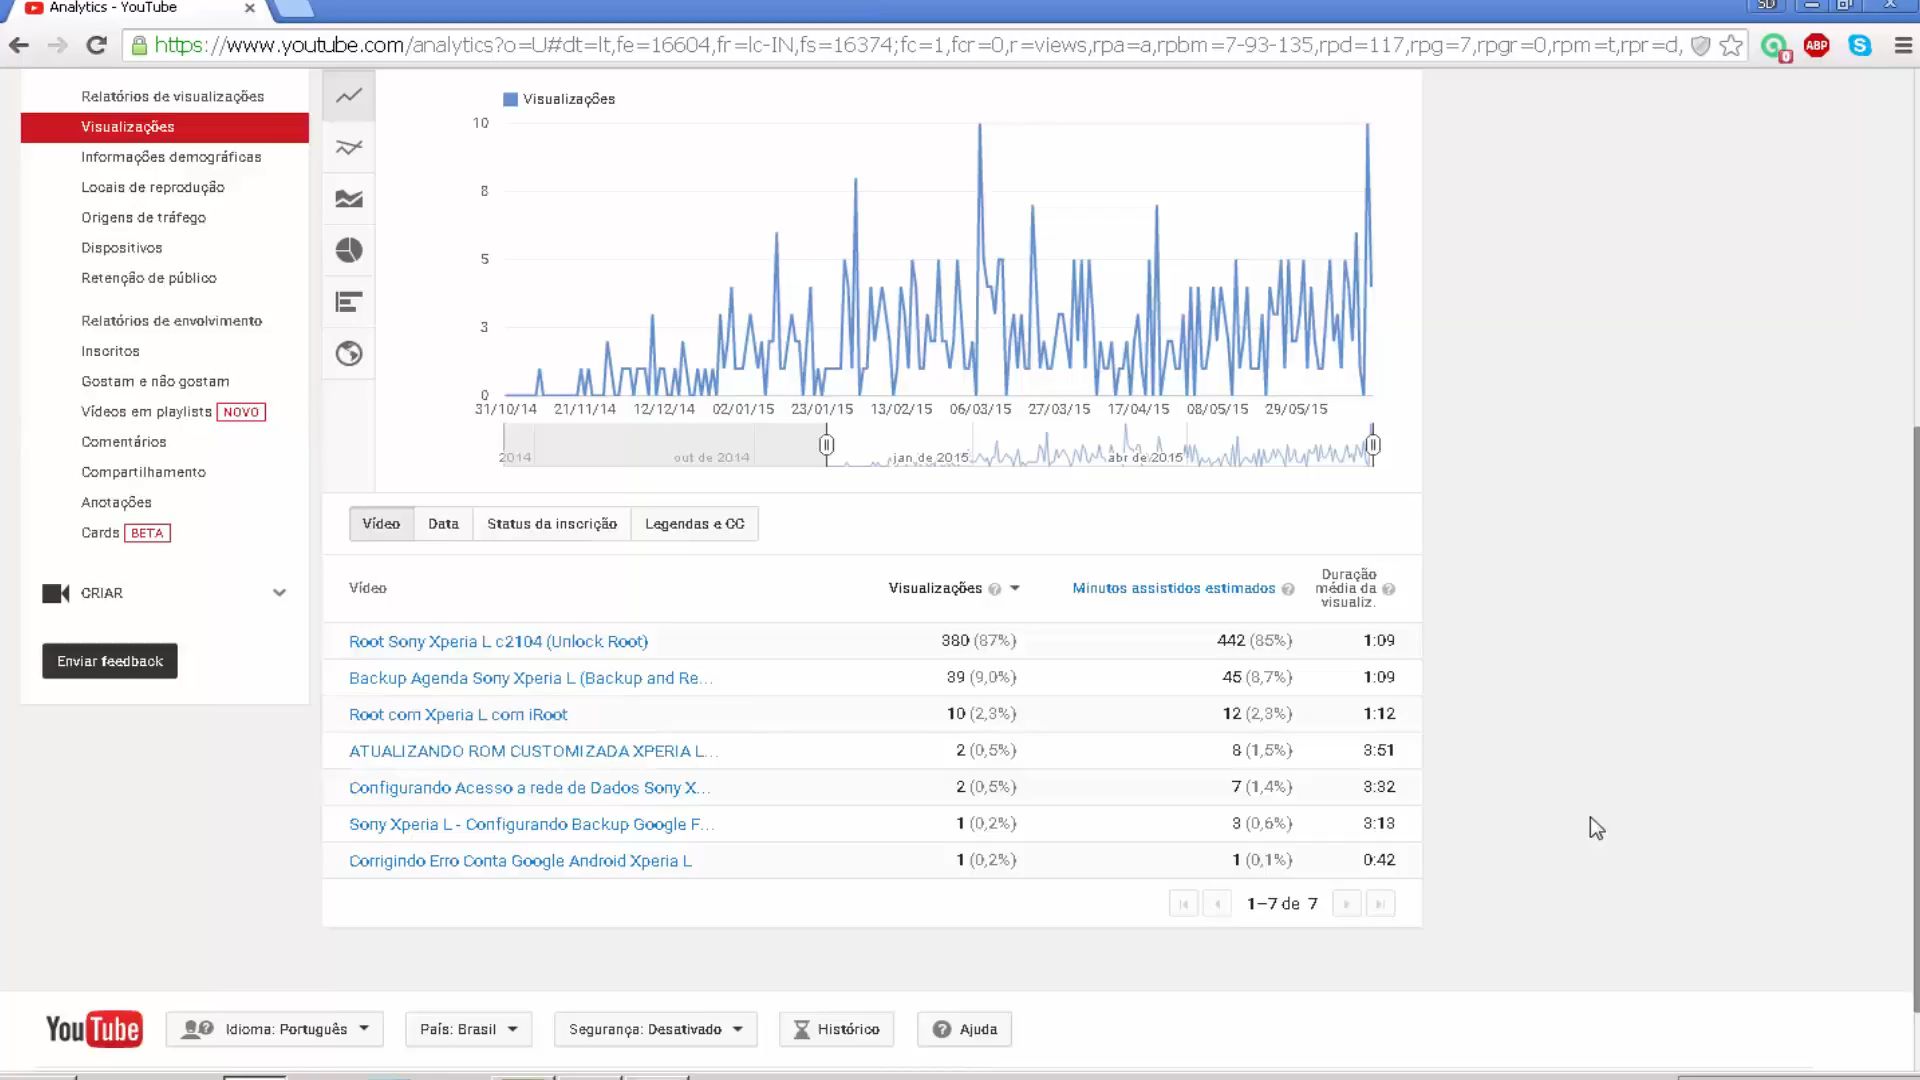 Analytics - YouTube
SD
https://www.youtube.com/analytics?o=U#dt=lt,fe=16604,fr=lc-IN,fs=16374;fc=1,fcr=0,r=views,rpa=a,rpbm=7-93-135,rpd=117,rpg=7,rpgr=0,rpm=t,rpr=d,
0
ABP
Relatórios de visualizações
Visualizações
Informações demográficas
Locais de reprodução
Origens de tráfego
Dispositivos
Retenção de público
Relatórios de envolvimento
Inscritos
Gostam e não gostam
Vídeos em playlists NOVO
Comentários
Compartilhamento
Anotações
Cards BETA
CRIAR
Enviar feedback
Visualizações
10
8
5
3
0
31/10/14 21/11/14 12/12/14 02/01/15 23/01/15 13/02/15 06/03/15 27/03/15 17/04/15 08/05/15 29/05/15
2014 out de 2014 jan de 2015 abr de 2015
Vídeo Data Status da inscrição Legendas e CC
Vídeo Visualizações Minutos assistidos estimados Duração média da visualiz.
Root Sony Xperia L c2104 (Unlock Root) 380 (87%) 442 (85%) 1:09
Backup Agenda Sony Xperia L (Backup and Re... 39 (9,0%) 45 (8,7%) 1:09
Root com Xperia L com iRoot 10 (2,3%) 12 (2,3%) 1:12
ATUALIZANDO ROM CUSTOMIZADA XPERIA L... 2 (0,5%) 8 (1,5%) 3:51
Configurando Acesso a rede de Dados Sony X... 2 (0,5%) 7 (1,4%) 3:32
Sony Xperia L - Configurando Backup Google F... 1 (0,2%) 3 (0,6%) 3:13
Corrigindo Erro Conta Google Android Xperia L 1 (0,2%) 1 (0,1%) 0:42
1–7 de 7
YouTube Idioma: Português País: Brasil Segurança: Desativado Histórico Ajuda